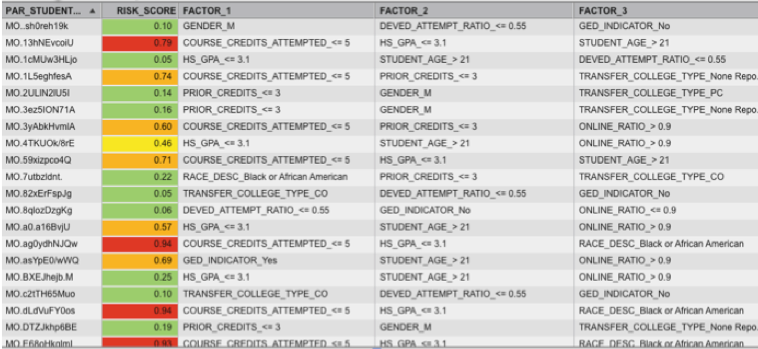 PAR_STUDENT... ▲ RISK_SCORE FACTOR_1 FACTOR_2 FACTOR_3
MO..sh0reh19k 0.10 GENDER_M DEVED_ATTEMPT_RATIO_<= 0.55 GED_INDICATOR_No
MO.13hNEvcoiU 0.79 COURSE_CREDITS_ATTEMPTED_<= 5 HS_GPA_<= 3.1 STUDENT_AGE_> 21
MO.1cMUw3HLjo 0.05 HS_GPA_<= 3.1 STUDENT_AGE_> 21 DEVED_ATTEMPT_RATIO_<= 0.55
MO.1L5eghfesA 0.74 COURSE_CREDITS_ATTEMPTED_<= 5 PRIOR_CREDITS_<= 3 TRANSFER_COLLEGE_TYPE_None Repo.
MO.2ULIN2IU5I 0.14 PRIOR_CREDITS_<= 3 GENDER_M TRANSFER_COLLEGE_TYPE_PC
MO.3ez5ION71A 0.16 PRIOR_CREDITS_<= 3 GENDER_M TRANSFER_COLLEGE_TYPE_None Repo.
MO.3yAbkHvmIA 0.60 COURSE_CREDITS_ATTEMPTED_<= 5 PRIOR_CREDITS_<= 3 ONLINE_RATIO_> 0.9
MO.4TKUOk/8rE 0.46 HS_GPA_<= 3.1 STUDENT_AGE_> 21 ONLINE_RATIO_> 0.9
MO.59xizpco4Q 0.71 COURSE_CREDITS_ATTEMPTED_<= 5 HS_GPA_<= 3.1 STUDENT_AGE_> 21
MO.7utbzldnt. 0.22 RACE_DESC_Black or African American PRIOR_CREDITS_<= 3 TRANSFER_COLLEGE_TYPE_CO
MO.82xErFspJg 0.05 TRANSFER_COLLEGE_TYPE_CO DEVED_ATTEMPT_RATIO_<= 0.55 GED_INDICATOR_No
MO.8qlozDzgKg 0.06 DEVED_ATTEMPT_RATIO_<= 0.55 GED_INDICATOR_No ONLINE_RATIO_<= 0.9
MO.a0.a16BvjU 0.57 HS_GPA_<= 3.1 STUDENT_AGE_> 21 ONLINE_RATIO_> 0.9
MO.ag0ydhNJQw 0.94 COURSE_CREDITS_ATTEMPTED_<= 5 HS_GPA_<= 3.1 RACE_DESC_Black or African American
MO.asYpE0/wWQ 0.69 GED_INDICATOR_Yes STUDENT_AGE_> 21 ONLINE_RATIO_> 0.9
MO.BXEJhejb.M 0.25 HS_GPA_<= 3.1 STUDENT_AGE_> 21 ONLINE_RATIO_> 0.9
MO.c2tTH65Muo 0.10 TRANSFER_COLLEGE_TYPE_CO DEVED_ATTEMPT_RATIO_<= 0.55 GED_INDICATOR_No
MO.dLdVuFY0os 0.94 COURSE_CREDITS_ATTEMPTED_<= 5 HS_GPA_<= 3.1 RACE_DESC_Black or African American
MO.DTZJkhp6BE 0.19 PRIOR_CREDITS_<= 3 GENDER_M TRANSFER_COLLEGE_TYPE_None Repo.
0.93 COURSE_CREDITS_ATTEMPTED_<= 5 HS_GPA_<= 3.1 RACE_DESC_Black or African American